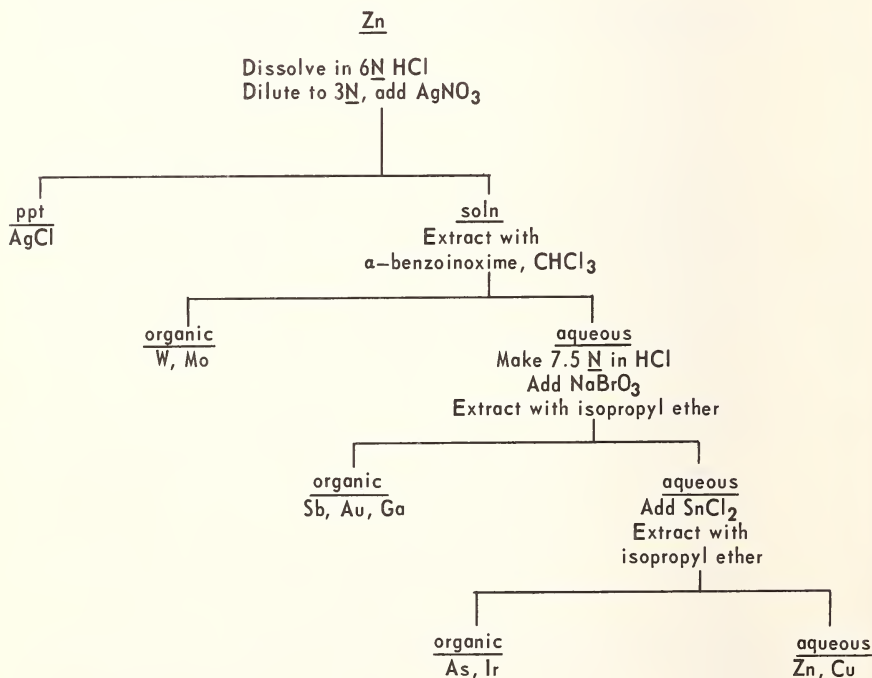 Zn
Dissolve in 6N HCl
Dilute to 3N, add AgNO3
ppt
AgCl
soln
Extract with
α-benzoinoxime, CHCl3
organic
W, Mo
aqueous
Make 7.5 N in HCl
Add NaBrO3
Extract with isopropyl ether
organic
Sb, Au, Ga
aqueous
Add SnCl2
Extract with
isopropyl ether
organic
As, Ir
aqueous
Zn, Cu